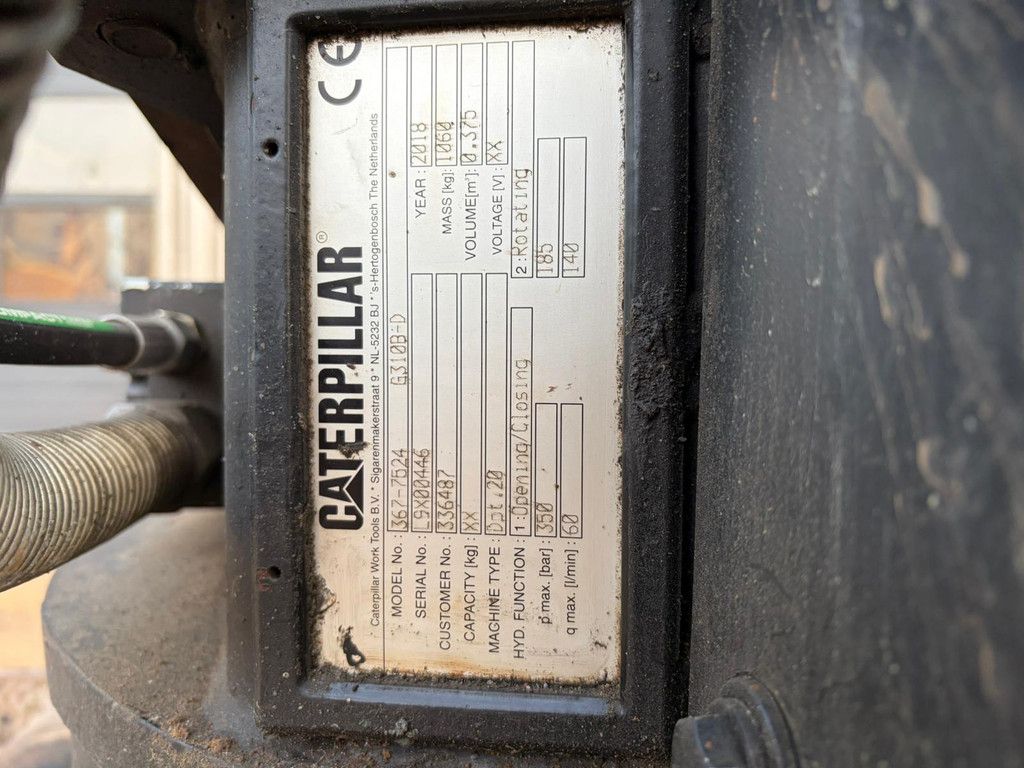 CE
CATERPILLAR®
Caterpillar Work Tools B.V. * Sigarenmakerstraat 9 * NL-5232 BJ * 's-Hertogenbosch The Netherlands
MODEL No.: 367-7524 G310B-D
SERIAL No.: L9X00446 YEAR: 2018
CUSTOMER No.: 336487 MASS [kg]: 1060
CAPACITY [kg]: XX VOLUME[m³]: 0.375
MACHINE TYPE: Opt.20 VOLTAGE [V]: XX
HYD. FUNCTION: 1:Opening/Closing 2:Rotating
p max. [bar]: 350 185
q max. [l/min]: 60 140